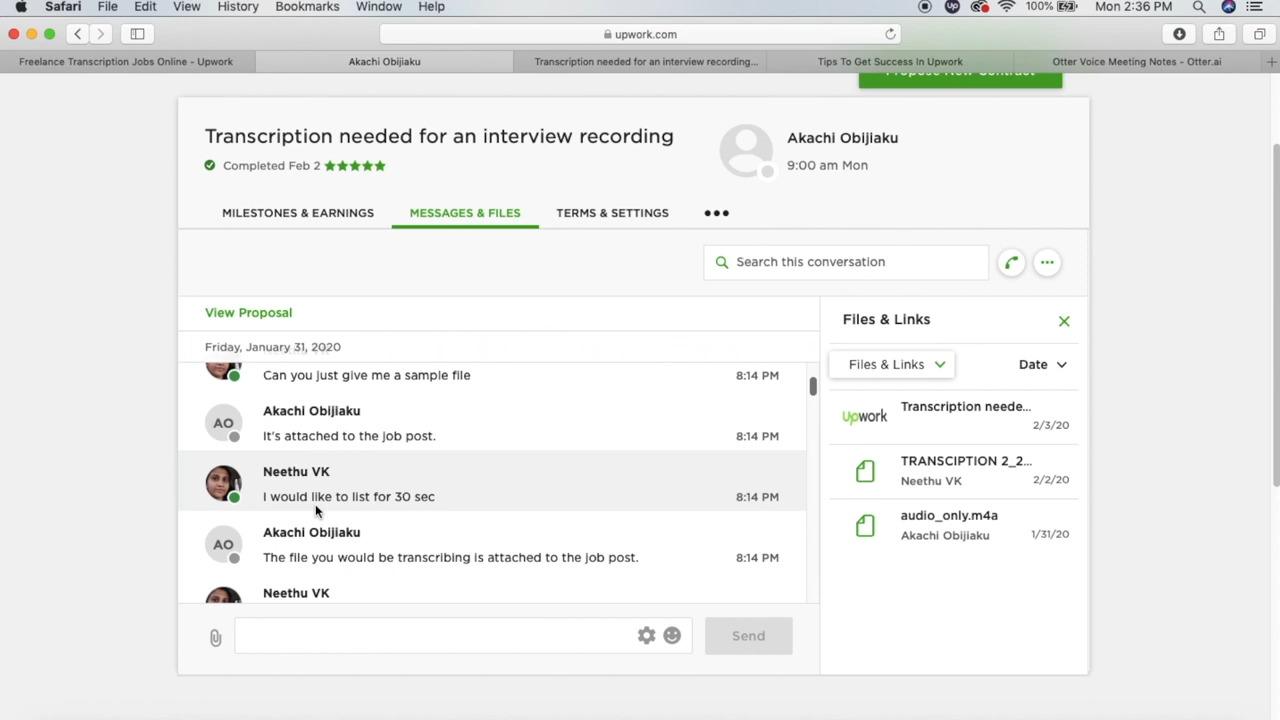 Safari File Edit View History Bookmarks Window Help Up 100% Mon 2:36 PM
upwork.com
Freelance Transcription Jobs Online - Upwork Akachi Obijiaku Transcription needed for an interview recording... Tips To Get Success In Upwork Otter Voice Meeting Notes - Otter.ai
Propose New Contract
Transcription needed for an interview recording
Akachi Obijiaku
Completed Feb 2
9:00 am Mon
MILESTONES & EARNINGS MESSAGES & FILES TERMS & SETTINGS
Search this conversation
View Proposal
Friday, January 31, 2020
Can you just give me a sample file 8:14 PM
AO Akachi Obijiaku
It's attached to the job post. 8:14 PM
Neethu VK
I would like to list for 30 sec 8:14 PM
AO Akachi Obijiaku
The file you would be transcribing is attached to the job post. 8:14 PM
Neethu VK
Send
Files & Links
Files & Links Date
Upwork Transcription neede...
2/3/20
TRANSCIPTION 2_2...
Neethu VK 2/2/20
audio_only.m4a
Akachi Obijiaku 1/31/20